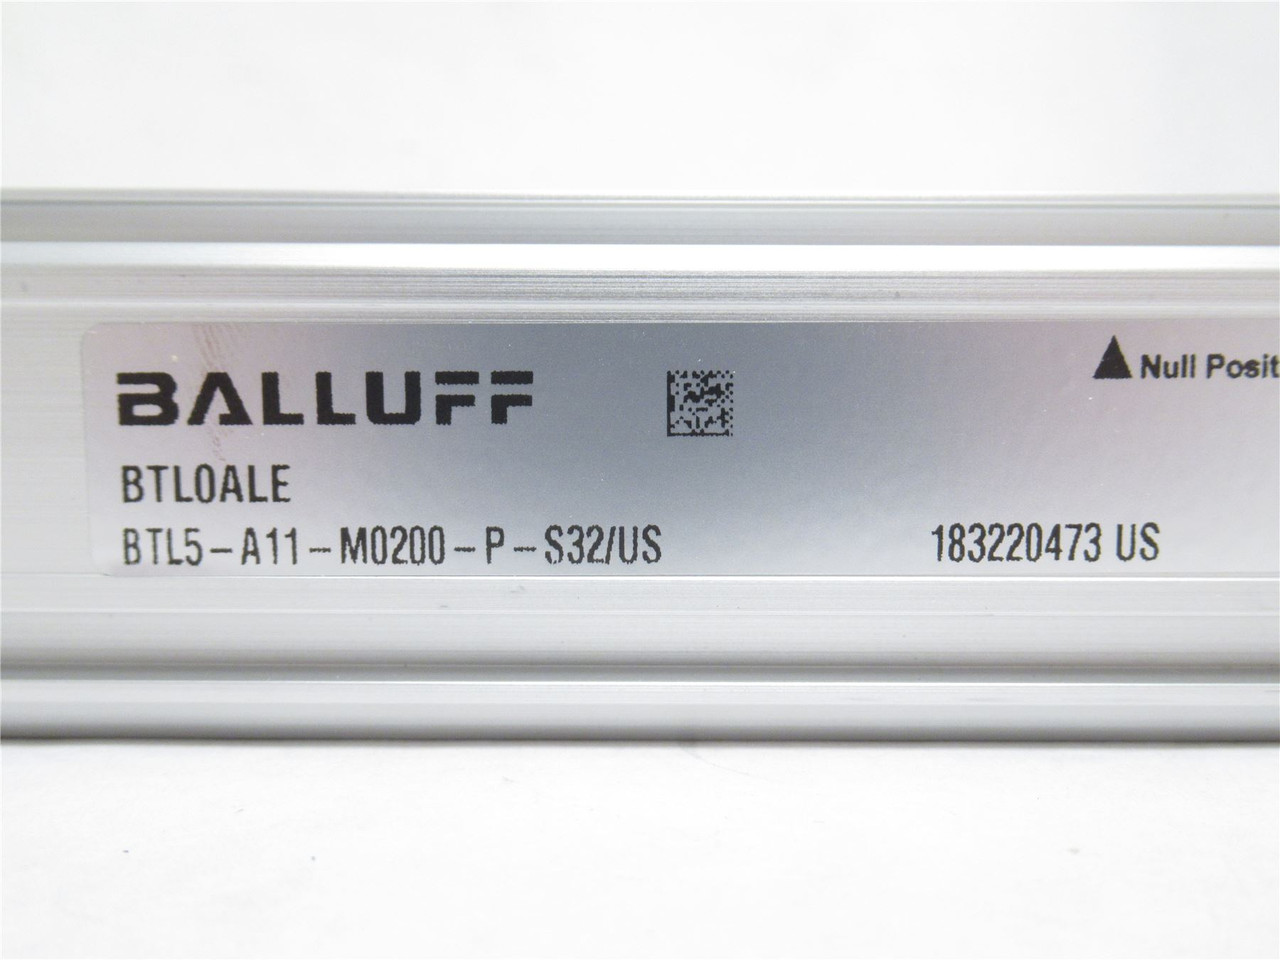 BALLUFF
▲ Null Posit
BTL0ALE
BTL5-A11-M0200-P-S32/US
183220473 US